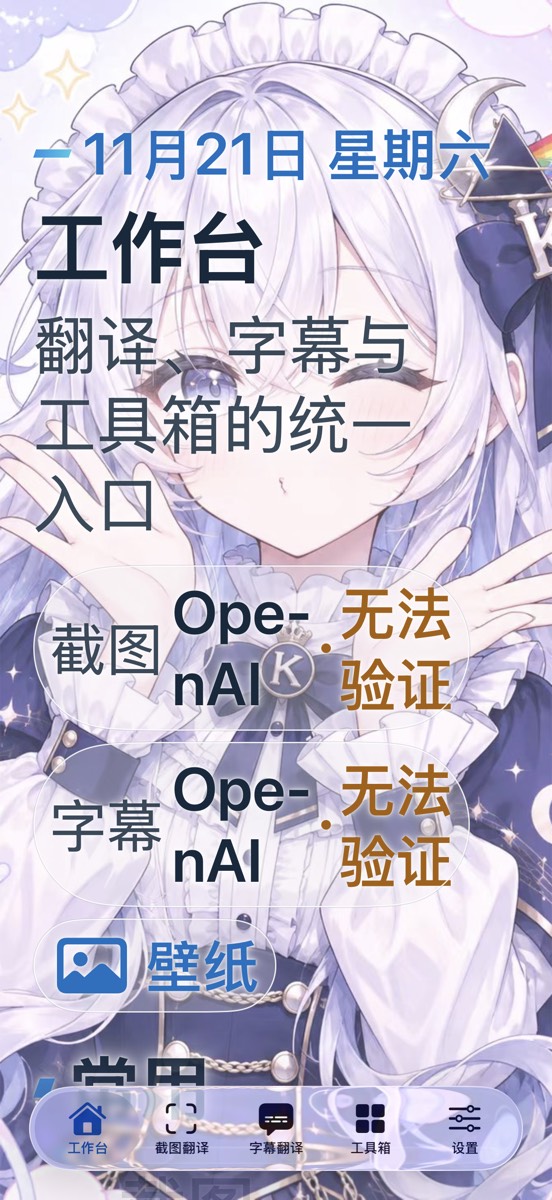 11月21日 星期六
工作台
翻译、字幕与
工具箱的统一
入口
截图
Ope-
nAI
·
无法
验证
字幕
Ope-
nAI
·
无法
验证
壁纸
常用
工作台
截图翻译
字幕翻译
工具箱
设置
K
K